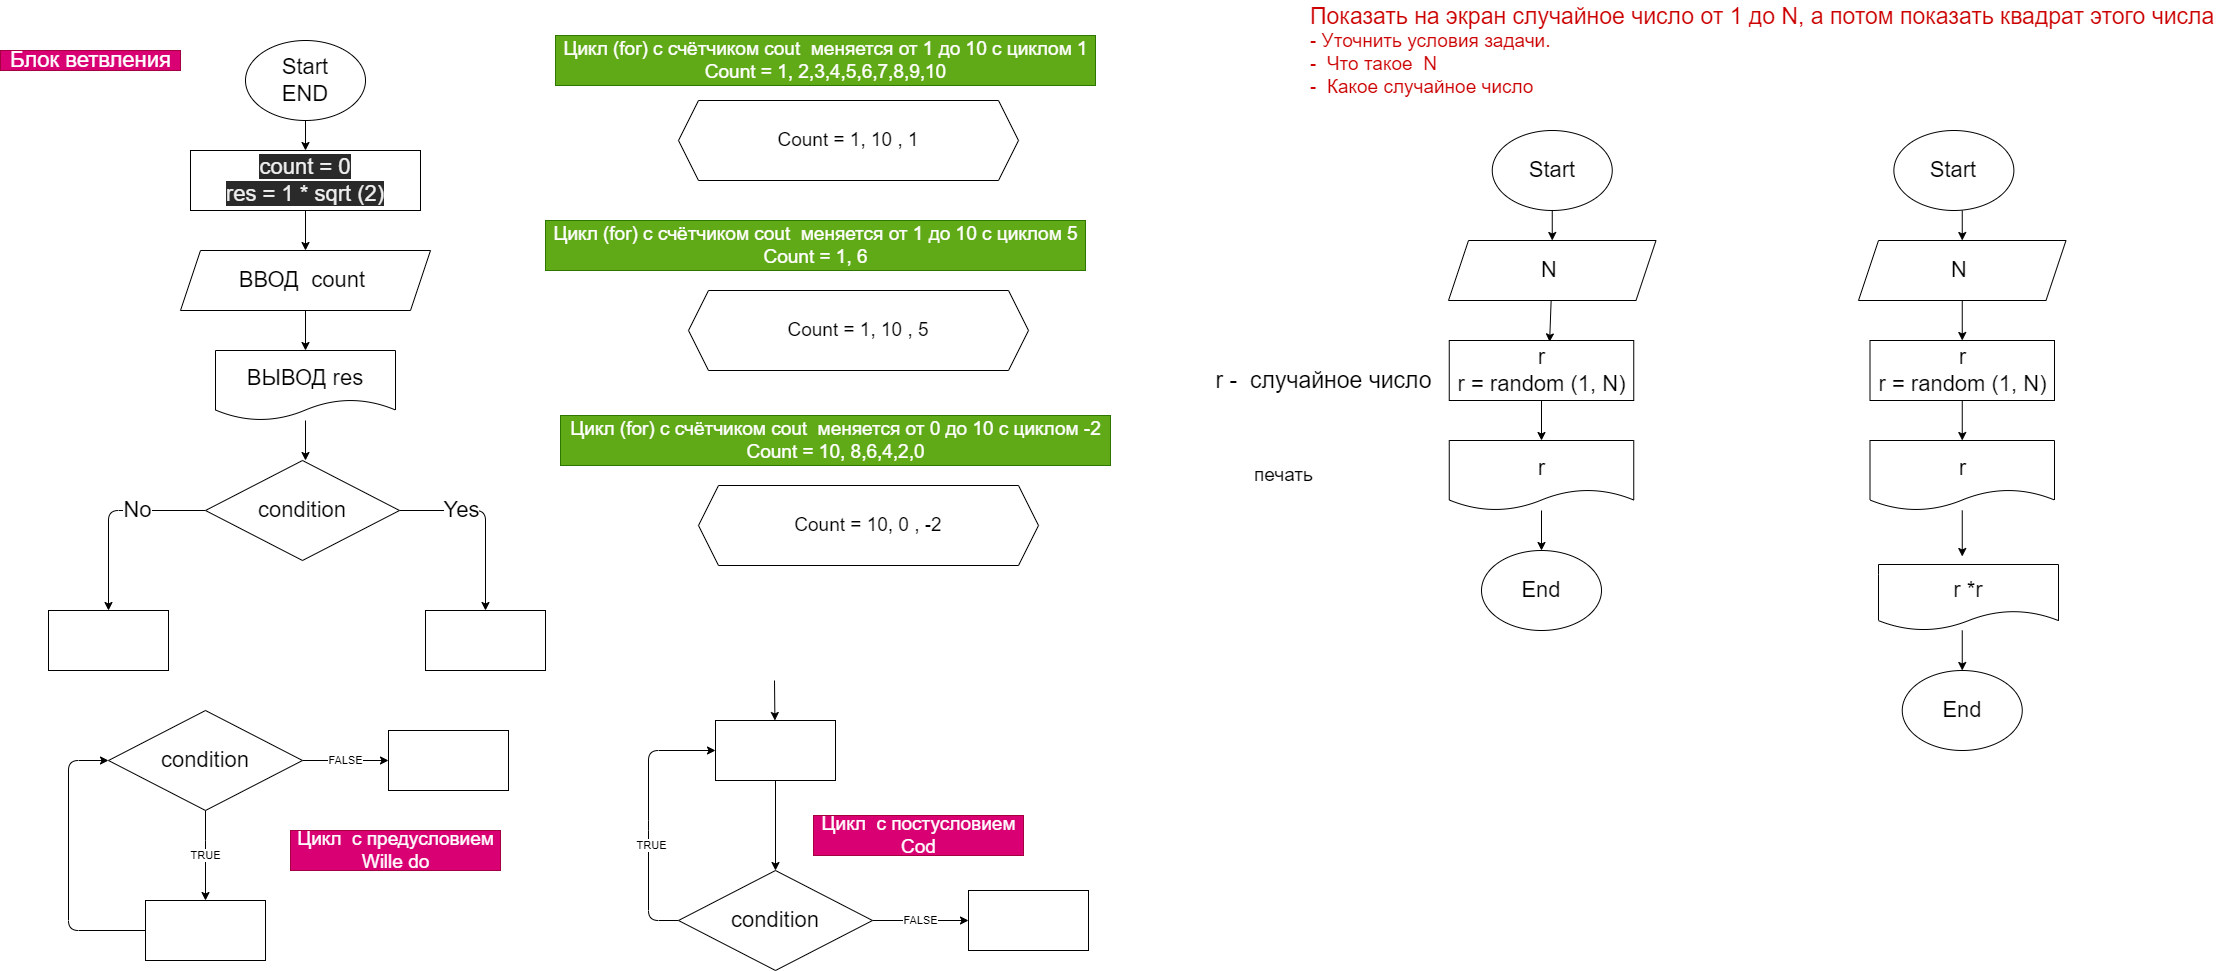 Блок ветвления
Start
END
count = 0
res = 1 * sqrt (2)
ВВОД  count
ВЫВОД res
condition
No
Yes
condition
FALSE
TRUE
Цикл  с предусловием
Wille do
Цикл (for) с счётчиком cout  меняется от 1 до 10 с циклом 1
Count = 1, 2,3,4,5,6,7,8,9,10
Count = 1, 10 , 1
Цикл (for) с счётчиком cout  меняется от 1 до 10 с циклом 5
Count = 1, 6
Count = 1, 10 , 5
Цикл (for) с счётчиком cout  меняется от 0 до 10 с циклом -2
Count = 10, 8,6,4,2,0
Count = 10, 0 , -2
Цикл  с постусловием
Cod
TRUE
condition
FALSE
Показать на экран случайное число от 1 до N, а потом показать квадрат этого числа
- Уточнить условия задачи.
-  Что такое  N
-  Какое случайное число
Start
N
r -  случайное число
r
r = random (1, N)
печать
r
End
Start
N
r
r = random (1, N)
r
r *r
End